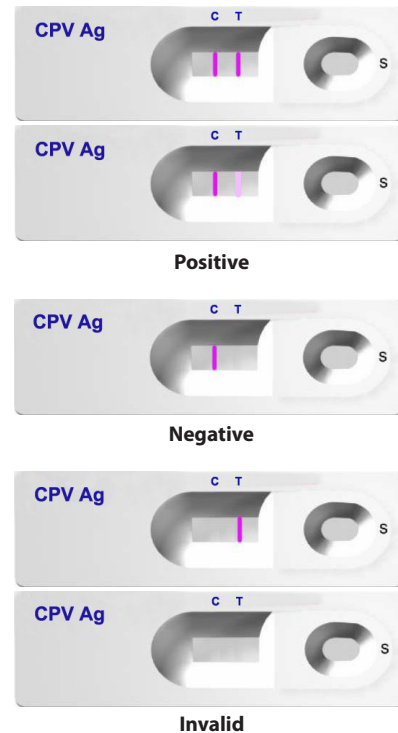 C T
CPV Ag
S
C T
CPV Ag
S
Positive
C T
CPV Ag
S
Negative
C T
CPV Ag
S
C T
CPV Ag
S
Invalid